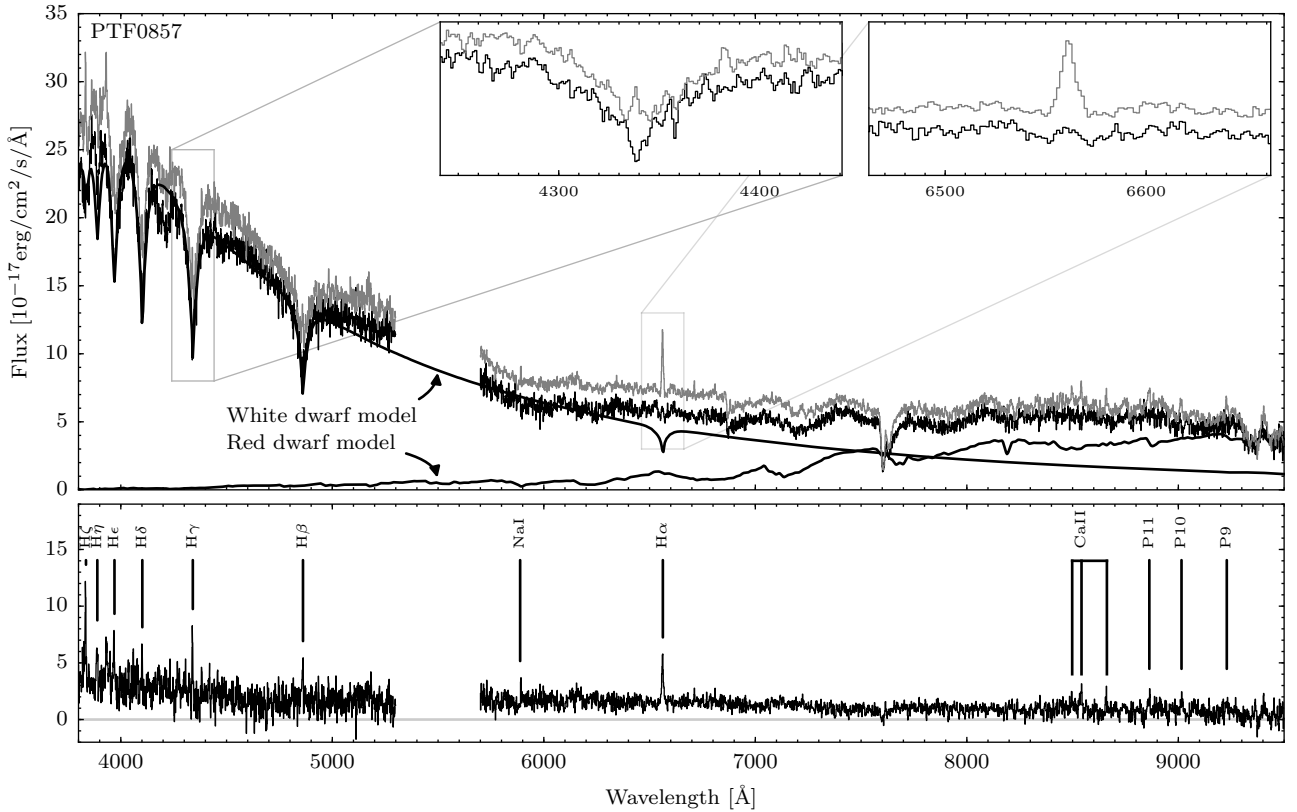 PTF0857
35
30
25
20
15
10
5
0
4300
4400
6500
6600
Flux [10⁻¹⁷erg/cm²/s/Å]
White dwarf model
Red dwarf model
Hζ
Hη
Hϵ
Hδ
Hγ
Hβ
NaI
Hα
CaII
P11
P10
P9
15
10
5
0
4000
5000
6000
7000
8000
9000
Wavelength [Å]